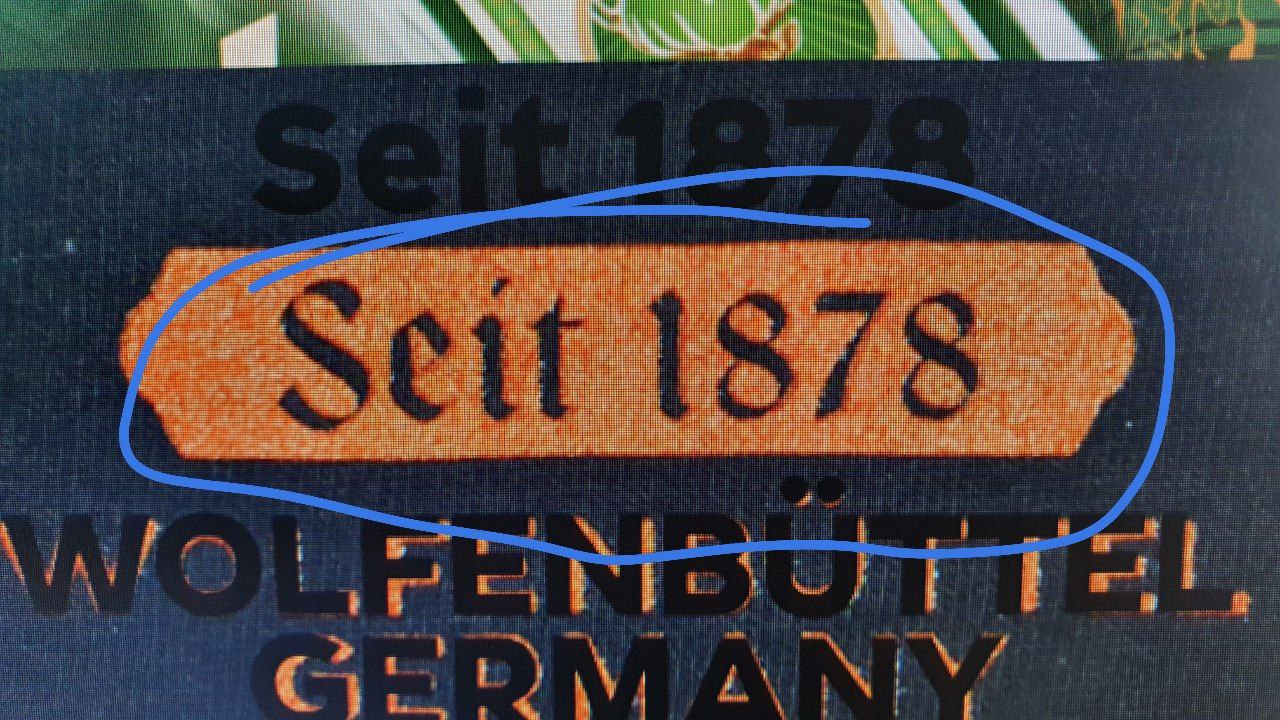 Seit 1878
Seit 1878
WOLFENBÜTTEL
GERMANY